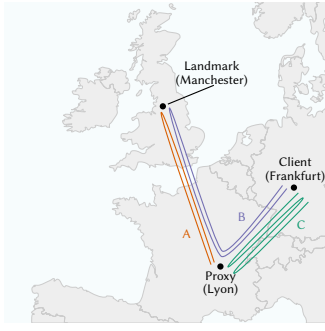 Landmark
(Manchester)
Client
(Frankfurt)
B
C
A
Proxy
(Lyon)